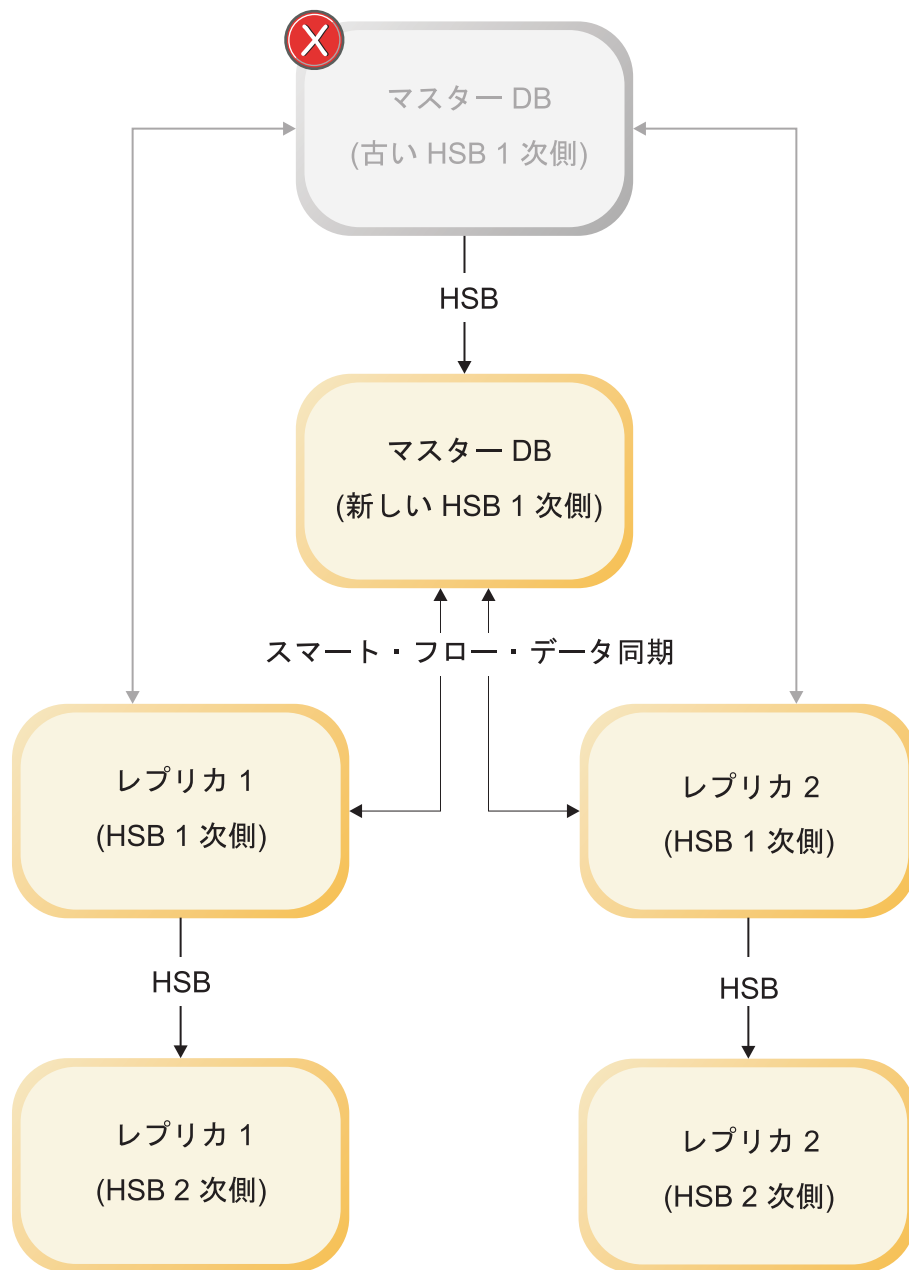 X
マスター DB
(古い HSB 1 次側)
HSB
マスター DB
(新しい HSB 1 次側)
スマート・フロー・データ同期
レプリカ 1
(HSB 1 次側)
レプリカ 2
(HSB 1 次側)
HSB
HSB
レプリカ 1
(HSB 2 次側)
レプリカ 2
(HSB 2 次側)